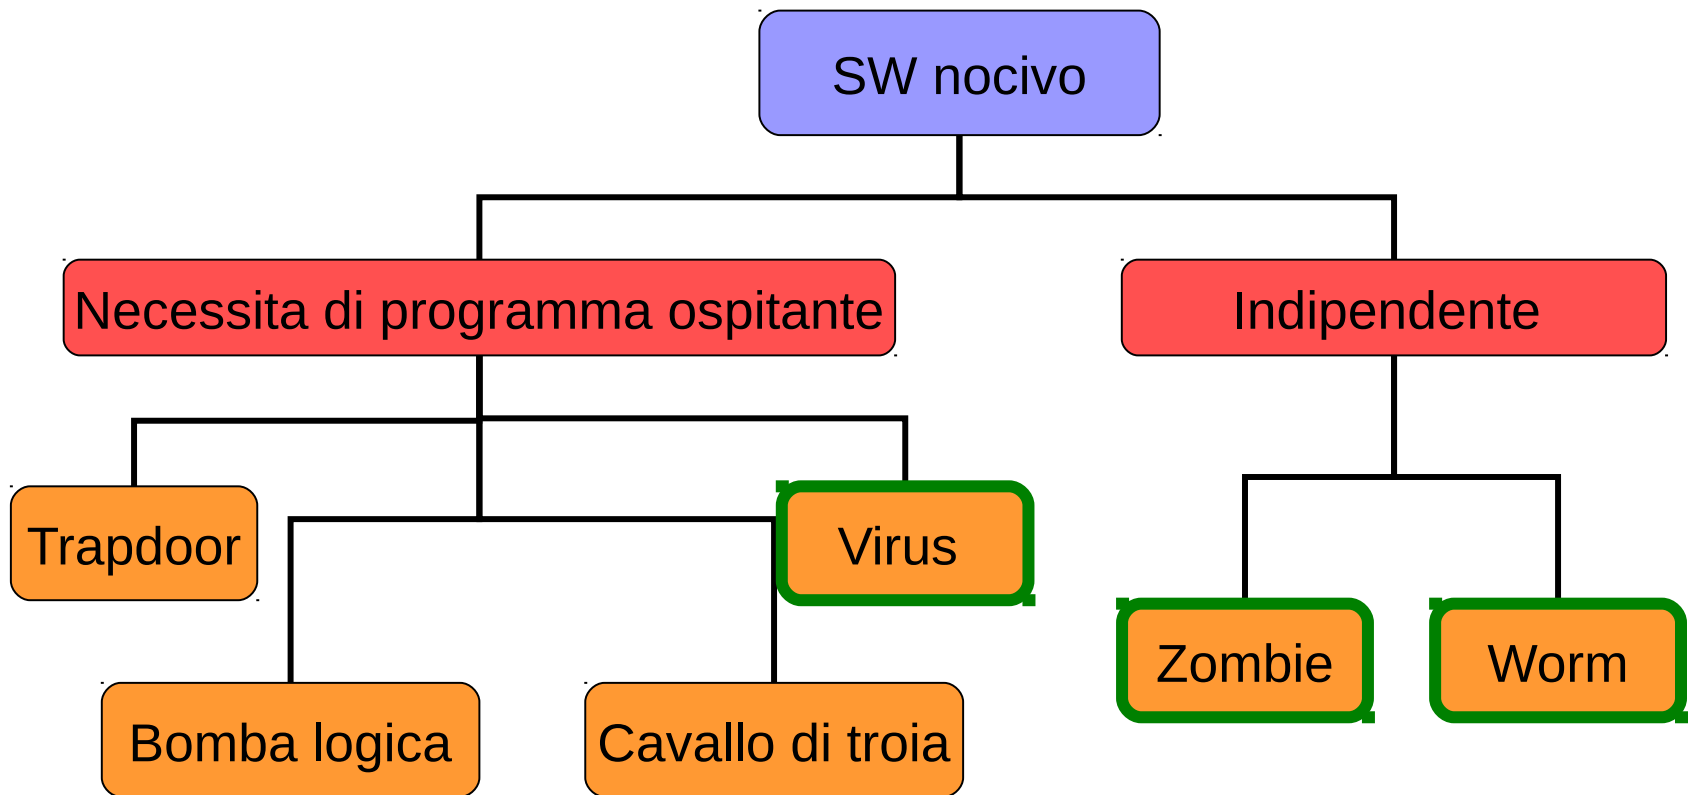 SW nocivo
Necessita di programma ospitante
Indipendente
Trapdoor
Virus
Zombie
Worm
Bomba logica
Cavallo di troia